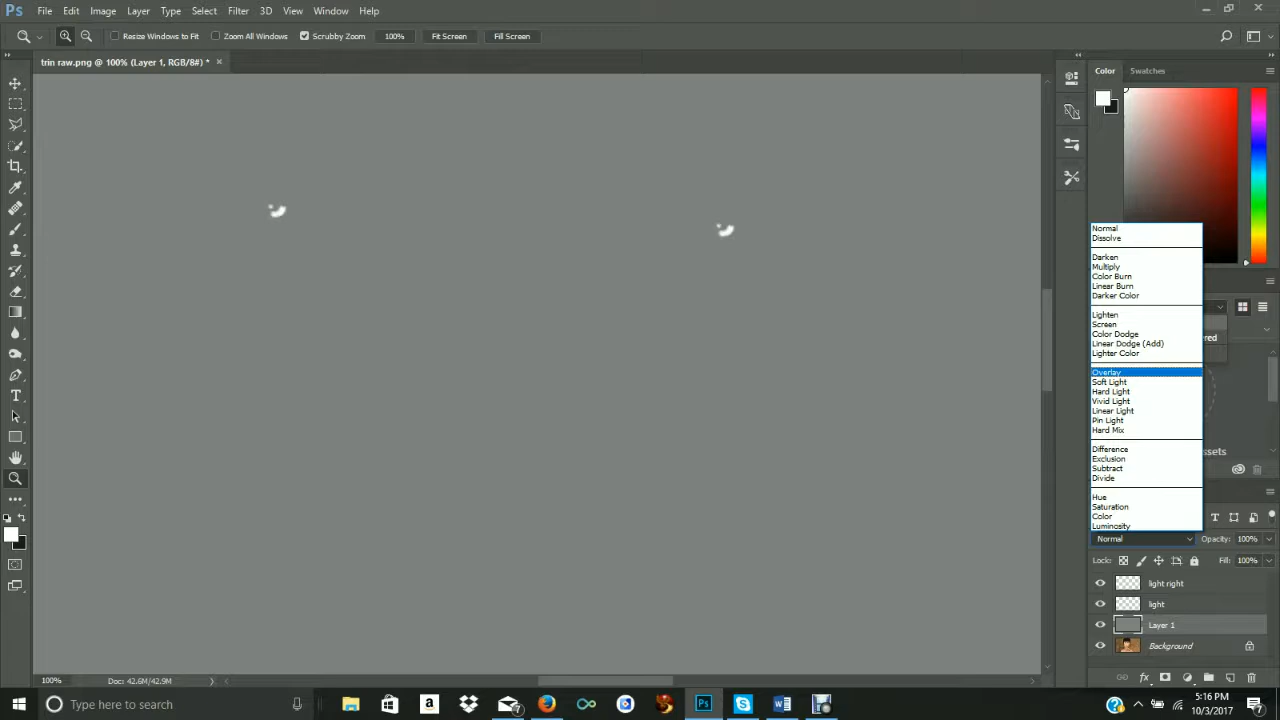 Ps File Edit Image Layer Type Select Filter 3D View Window Help
Resize Windows to Fit Zoom All Windows Scrubby Zoom 100% Fit Screen Fill Screen
trin raw.png @ 100% (Layer 1, RGB/8#) * ×
Color Swatches
Normal
Dissolve
Darken
Multiply
Color Burn
Linear Burn
Darker Color
Lighten
Screen
Color Dodge
Linear Dodge (Add)
Lighter Color
Overlay
Soft Light
Hard Light
Vivid Light
Linear Light
Pin Light
Hard Mix
Difference
Exclusion
Subtract
Divide
Hue
Saturation
Color
Luminosity
ered
ssets
Normal Opacity: 100%
Lock: Fill: 100%
light right
light
Layer 1
Background
100% Doc: 42.6M/42.9M
Type here to search
5:16 PM
10/3/2017